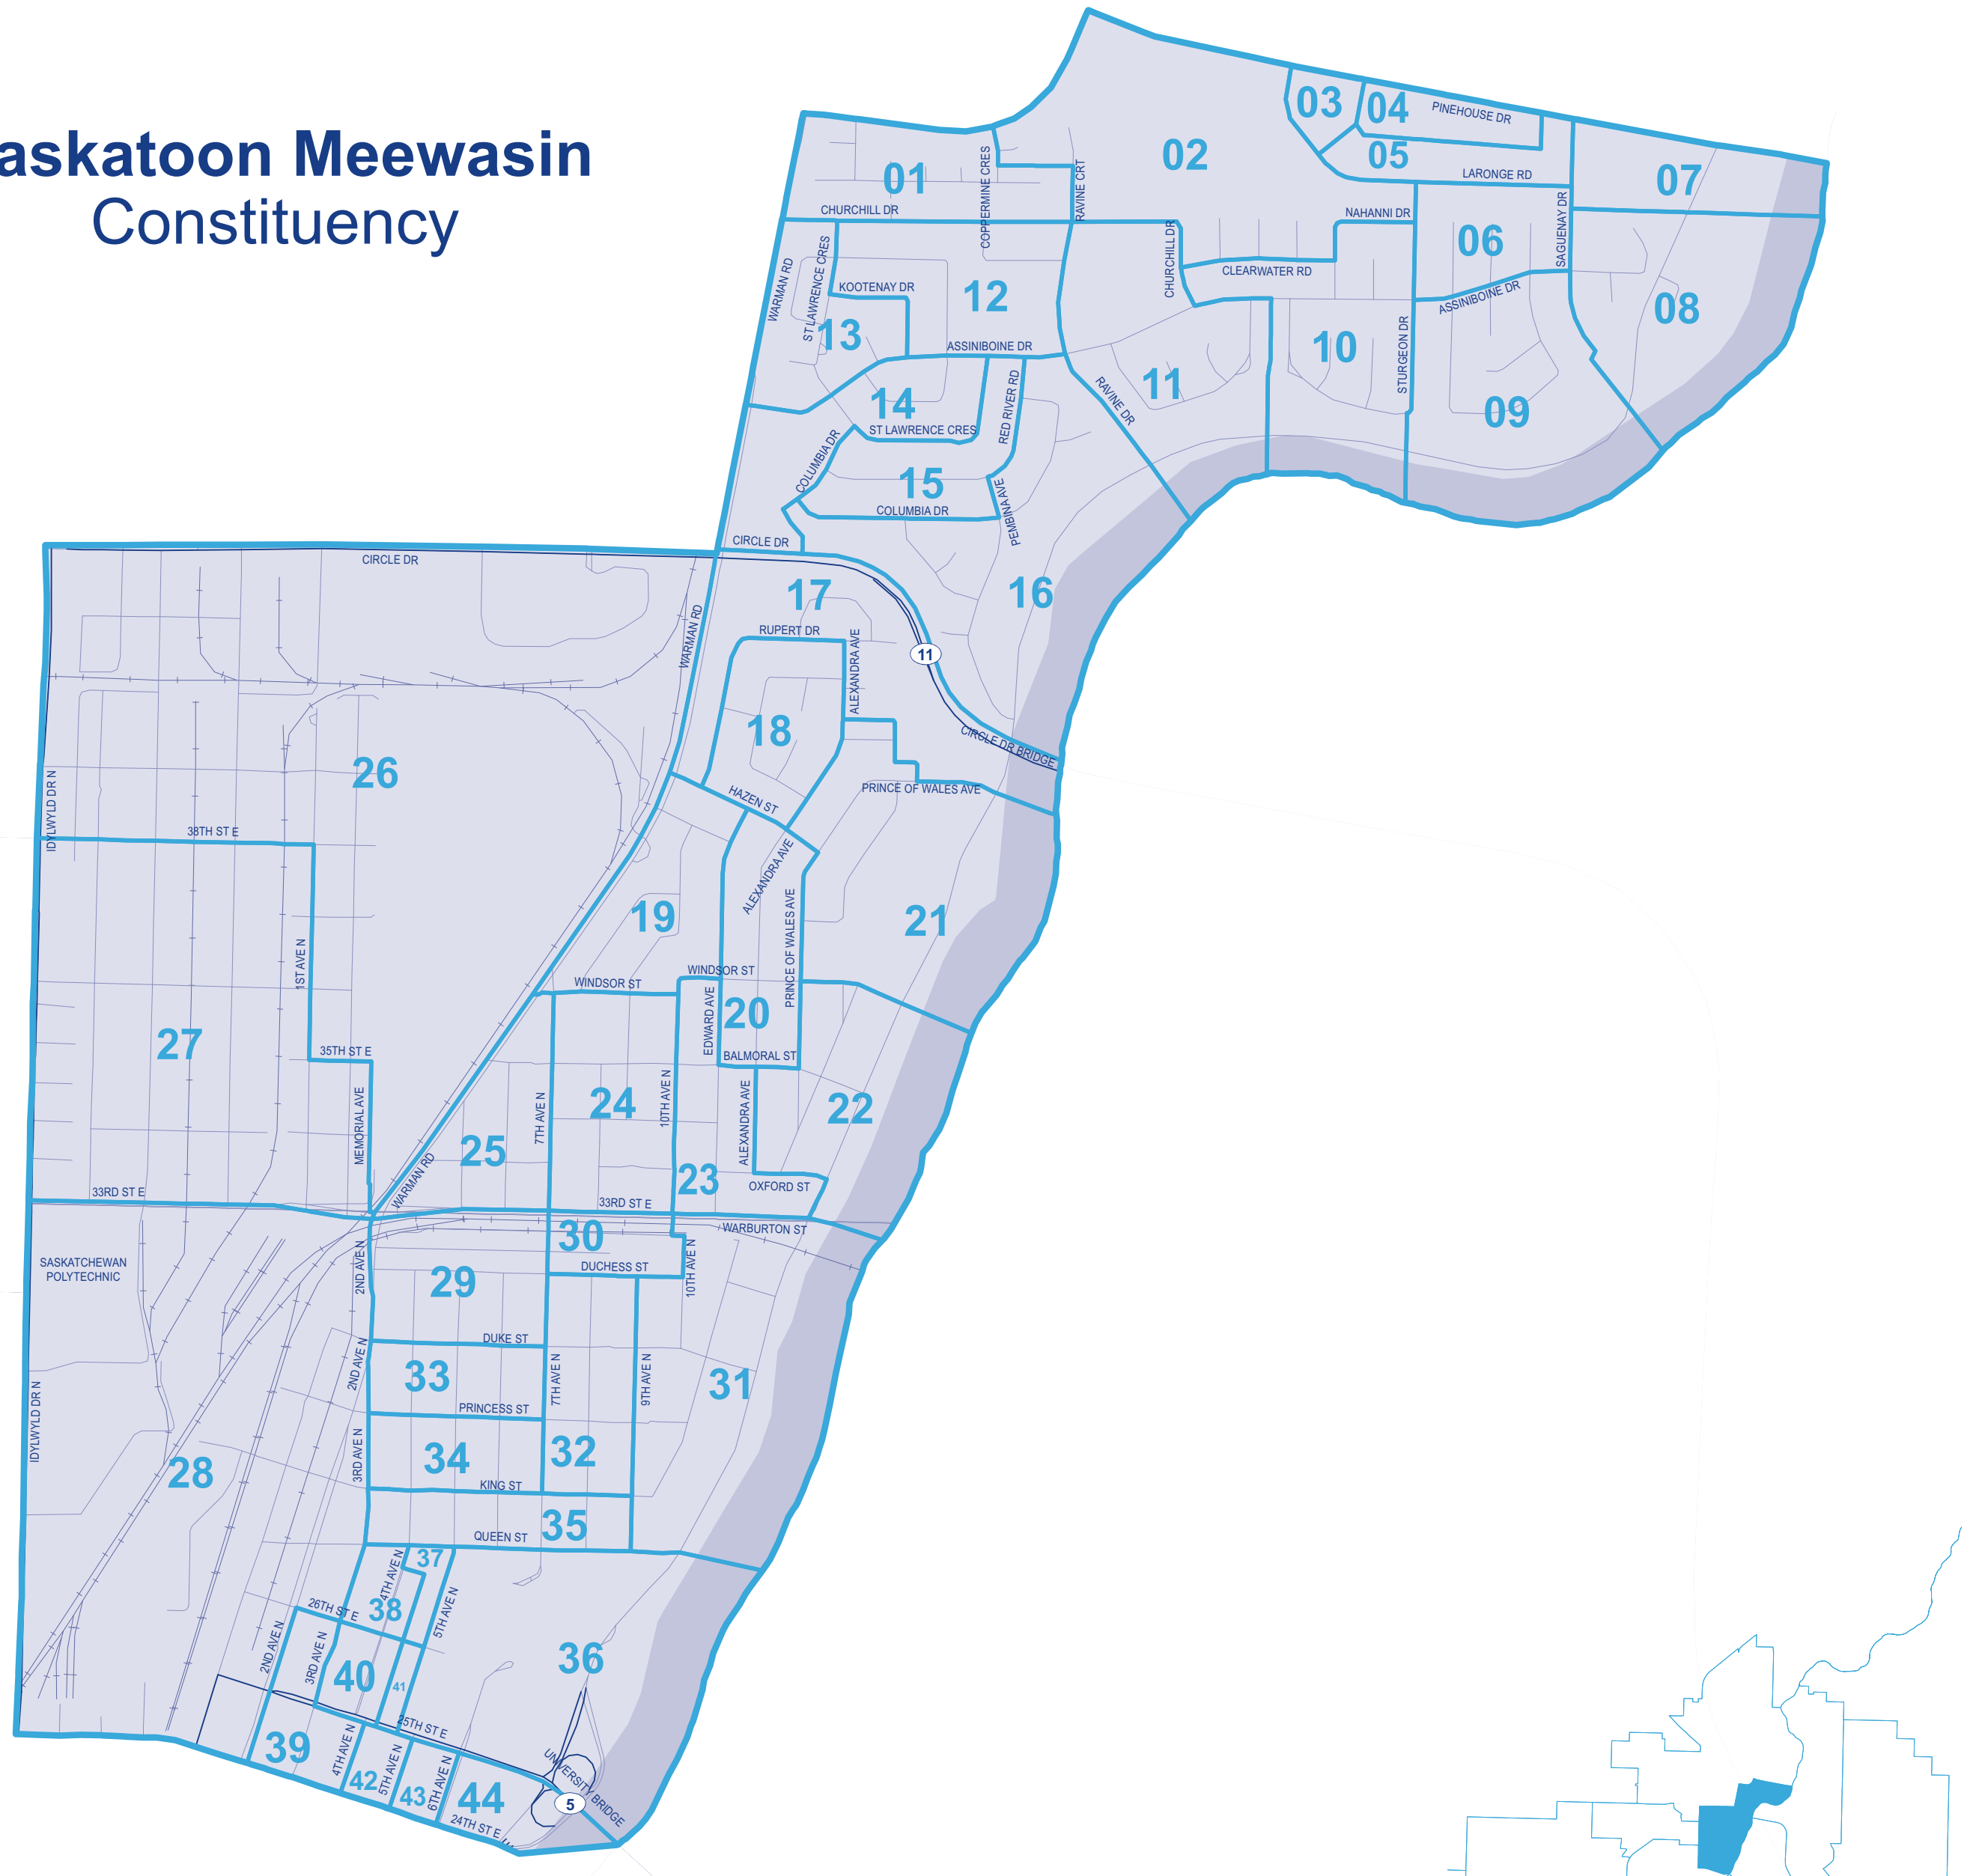 askatoon Meewasin
Constituency
03
04
PINEHOUSE DR
02
05
01
COPPERMINE CRES
RAVINE CRT
LARONGE RD
07
CHURCHILL DR
NAHANNI DR
SAGUENAY DR
06
CHURCHILL DR
CLEARWATER RD
WARMAN RD
ST LAWRENCE CRES
KOOTENAY DR
12
ASSINIBOINE DR
08
13
ASSINIBOINE DR
10
STURGEON DR
11
RAVINE DR
14
RED RIVER RD
09
ST LAWRENCE CRES
COLUMBIA DR
15
COLUMBIA DR
PEMBINA AVE
CIRCLE DR
CIRCLE DR
17
16
WARMAN RD
RUPERT DR
ALEXANDRA AVE
11
18
CIRCLE DR BRIDGE
26
IDYLWYLD DR N
HAZEN ST
PRINCE OF WALES AVE
38TH ST E
ALEXANDRA AVE
19
PRINCE OF WALES AVE
21
1ST AVE N
WINDSOR ST
WINDSOR ST
20
EDWARD AVE
27
35TH ST E
BALMORAL ST
MEMORIAL AVE
7TH AVE N
24
10TH AVE N
ALEXANDRA AVE
22
25
WARMAN RD
23
OXFORD ST
33RD ST E
33RD ST E
WARBURTON ST
30
SASKATCHEWAN
POLYTECHNIC
2ND AVE N
29
DUCHESS ST
10TH AVE N
DUKE ST
2ND AVE N
33
7TH AVE N
9TH AVE N
31
IDYLWYLD DR N
PRINCESS ST
3RD AVE N
34
32
28
KING ST
35
QUEEN ST
37
4TH AVE N
26TH ST E
38
5TH AVE N
2ND AVE N
3RD AVE N
40
41
36
25TH ST E
39
4TH AVE N
42
5TH AVE N
43
6TH AVE N
44
UNIVERSITY BRIDGE
5
24TH ST E